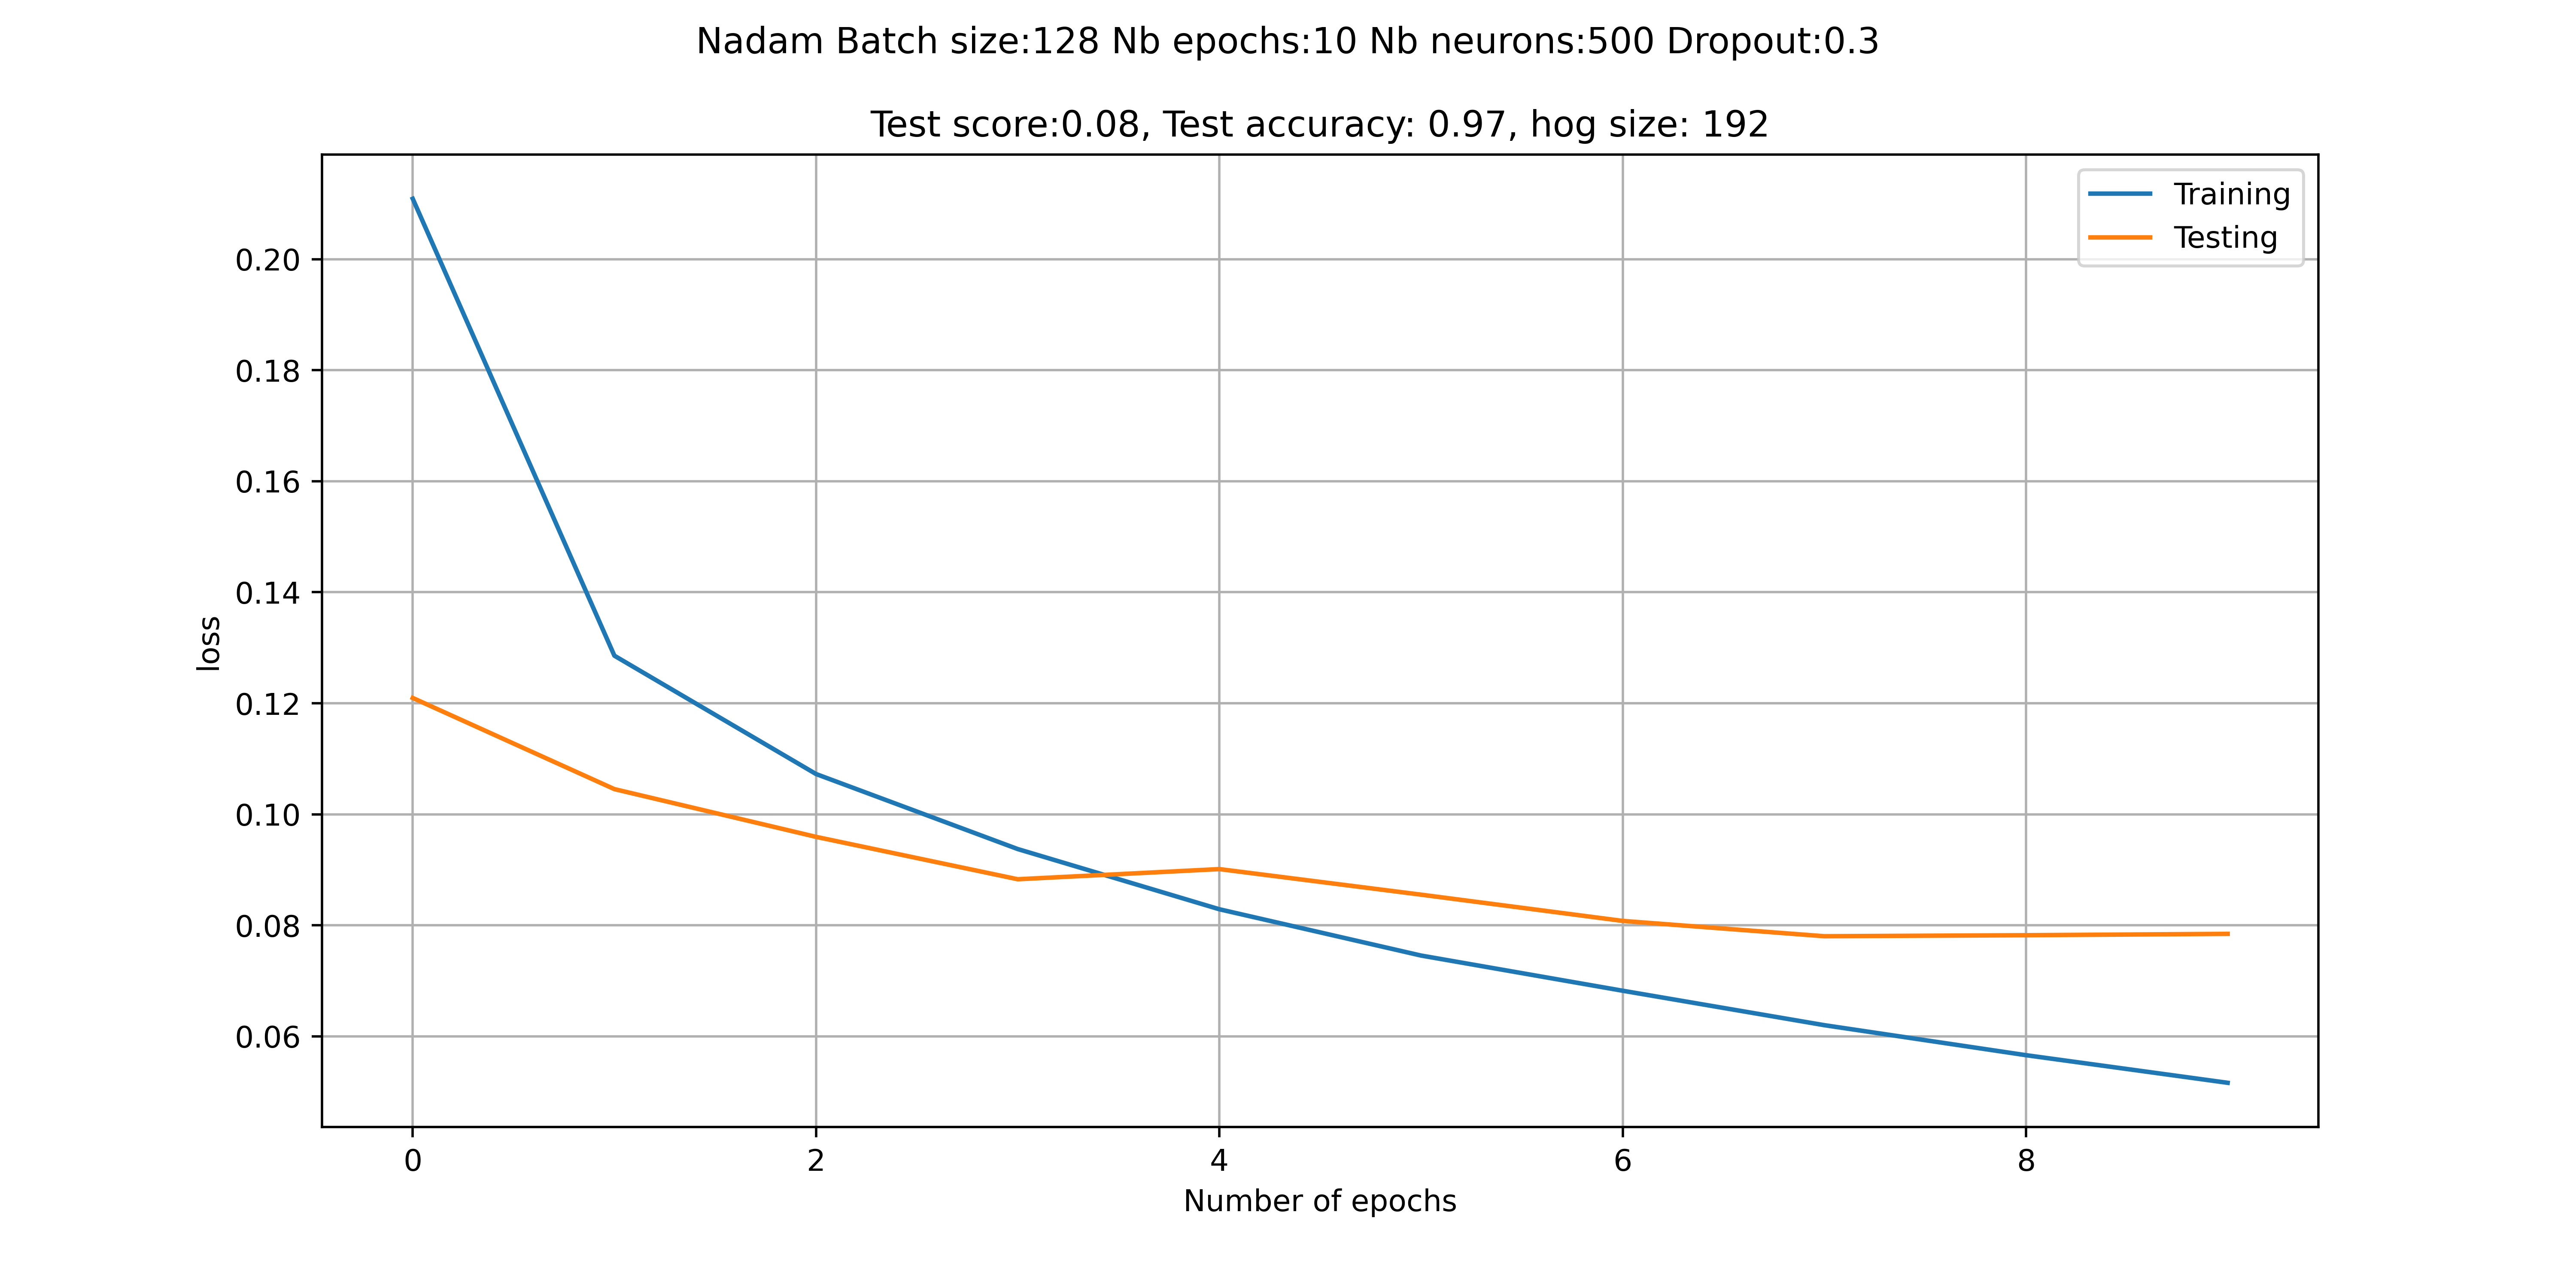 Nadam Batch size:128 Nb epochs:10 Nb neurons:500 Dropout:0.3
Test score:0.08, Test accuracy: 0.97, hog size: 192
Training
Testing
0.20
0.18
0.16
0.14
0.12
0.10
0.08
0.06
loss
0 2 4 6 8
Number of epochs